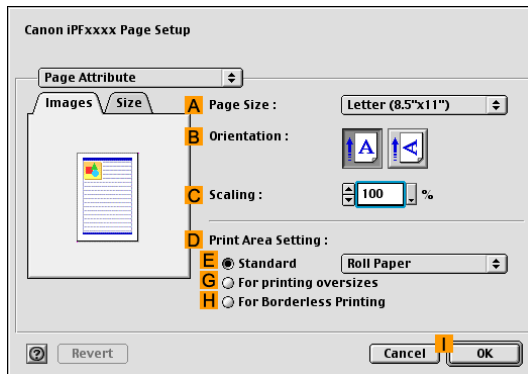 Canon iPFxxxx Page Setup
Page Attribute
Images Size
A Page Size : Letter (8.5"x11")
B Orientation : A A
C Scaling : 100 %
D Print Area Setting :
E Standard Roll Paper
G For printing oversizes
H For Borderless Printing
? Revert Cancel I OK